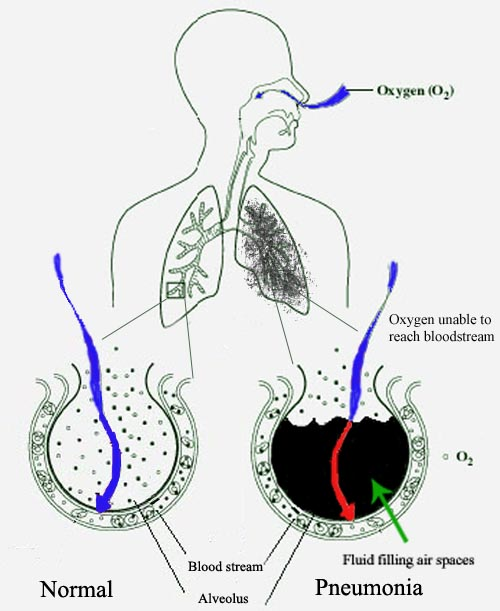 Oxygen (O₂)
Oxygen unable to
reach bloodstream
O₂
Blood stream
Fluid filling air spaces
Alveolus
Normal
Pneumonia